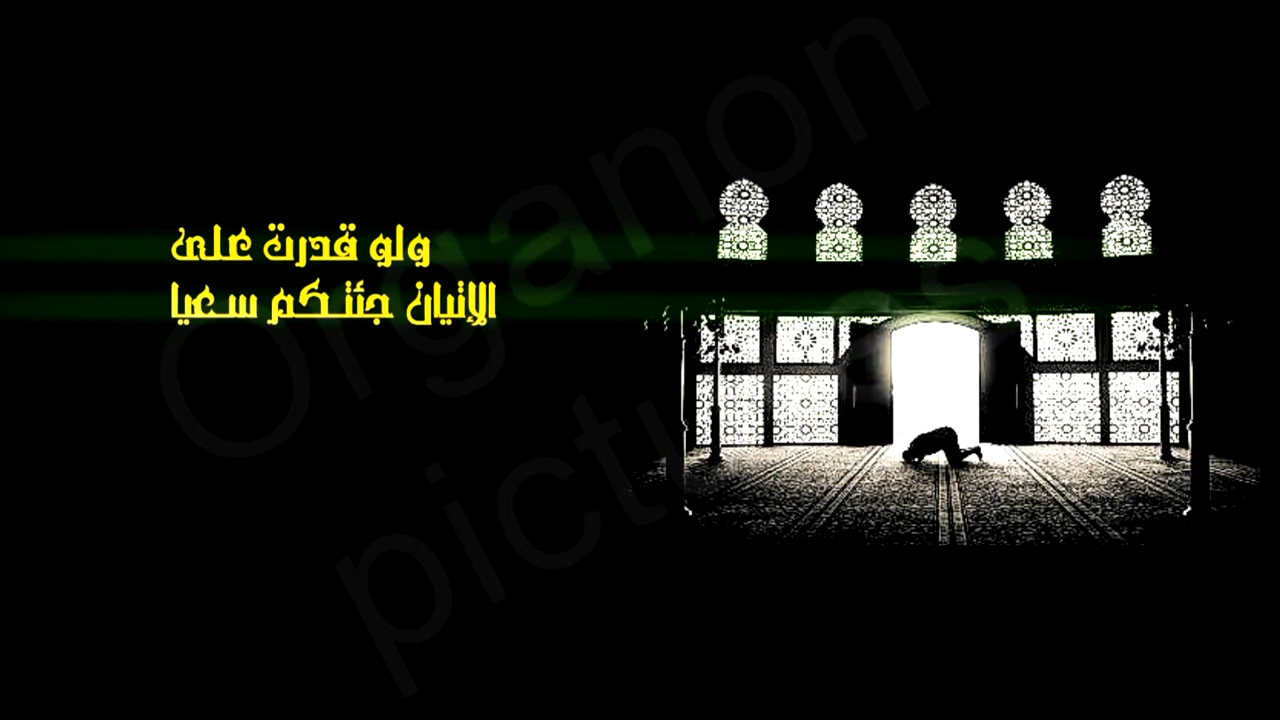 ولو قدرت على
الإتيان جئتكم سعيا
Organon
pictures